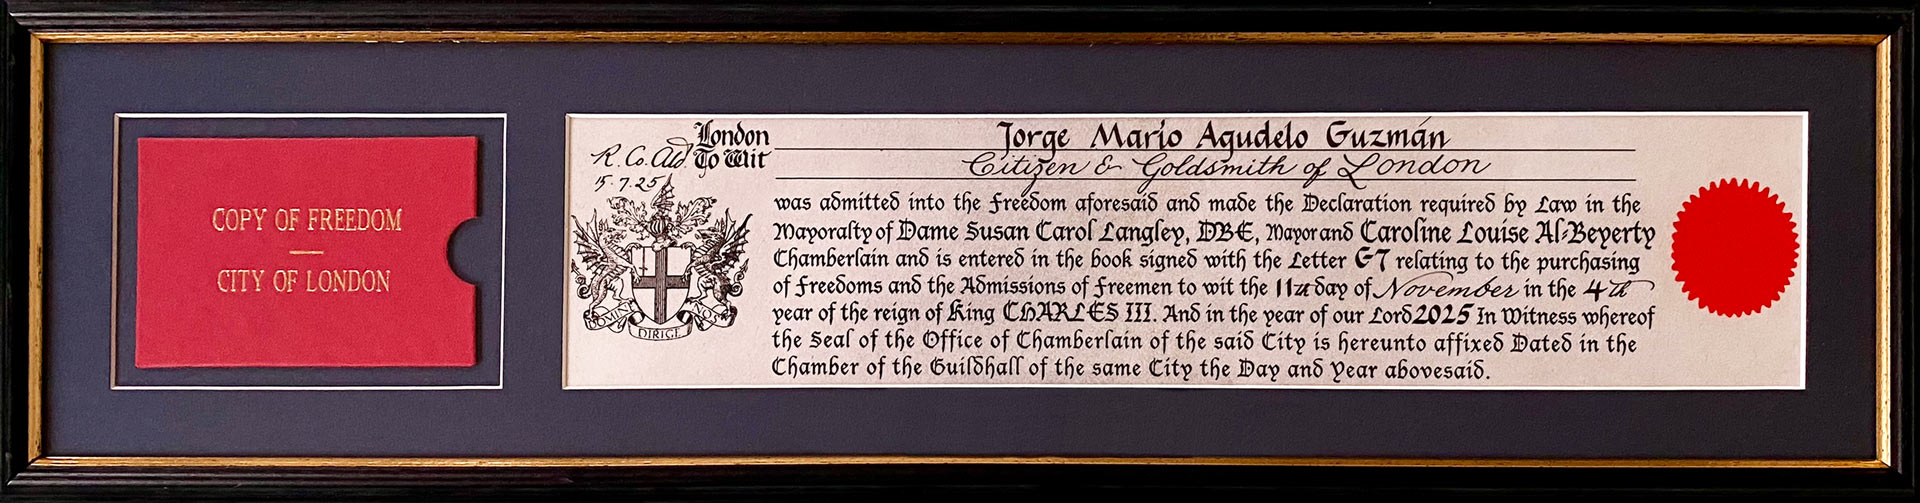 COPY OF FREEDOM
CITY OF LONDON
London
To Wit
R. Co. Ald
15.7.25
DOMINE DIRIGE NOS
Jorge Mario Agudelo Guzmán
Citizen & Goldsmith of London
was admitted into the Freedom aforesaid and made the Declaration required by Law in the
Mayoralty of Dame Susan Carol Langley, DBE, Mayor and Caroline Louise Al-Beyerty
Chamberlain and is entered in the book signed with the Letter G7 relating to the purchasing
of Freedoms and the Admissions of Freemen to wit the 11th day of November in the 4th
year of the reign of King CHARLES III. And in the year of our Lord 2025 In Witness whereof
the Seal of the Office of Chamberlain of the said City is hereunto affixed Dated in the
Chamber of the Guildhall of the same City the Day and Year abovesaid.